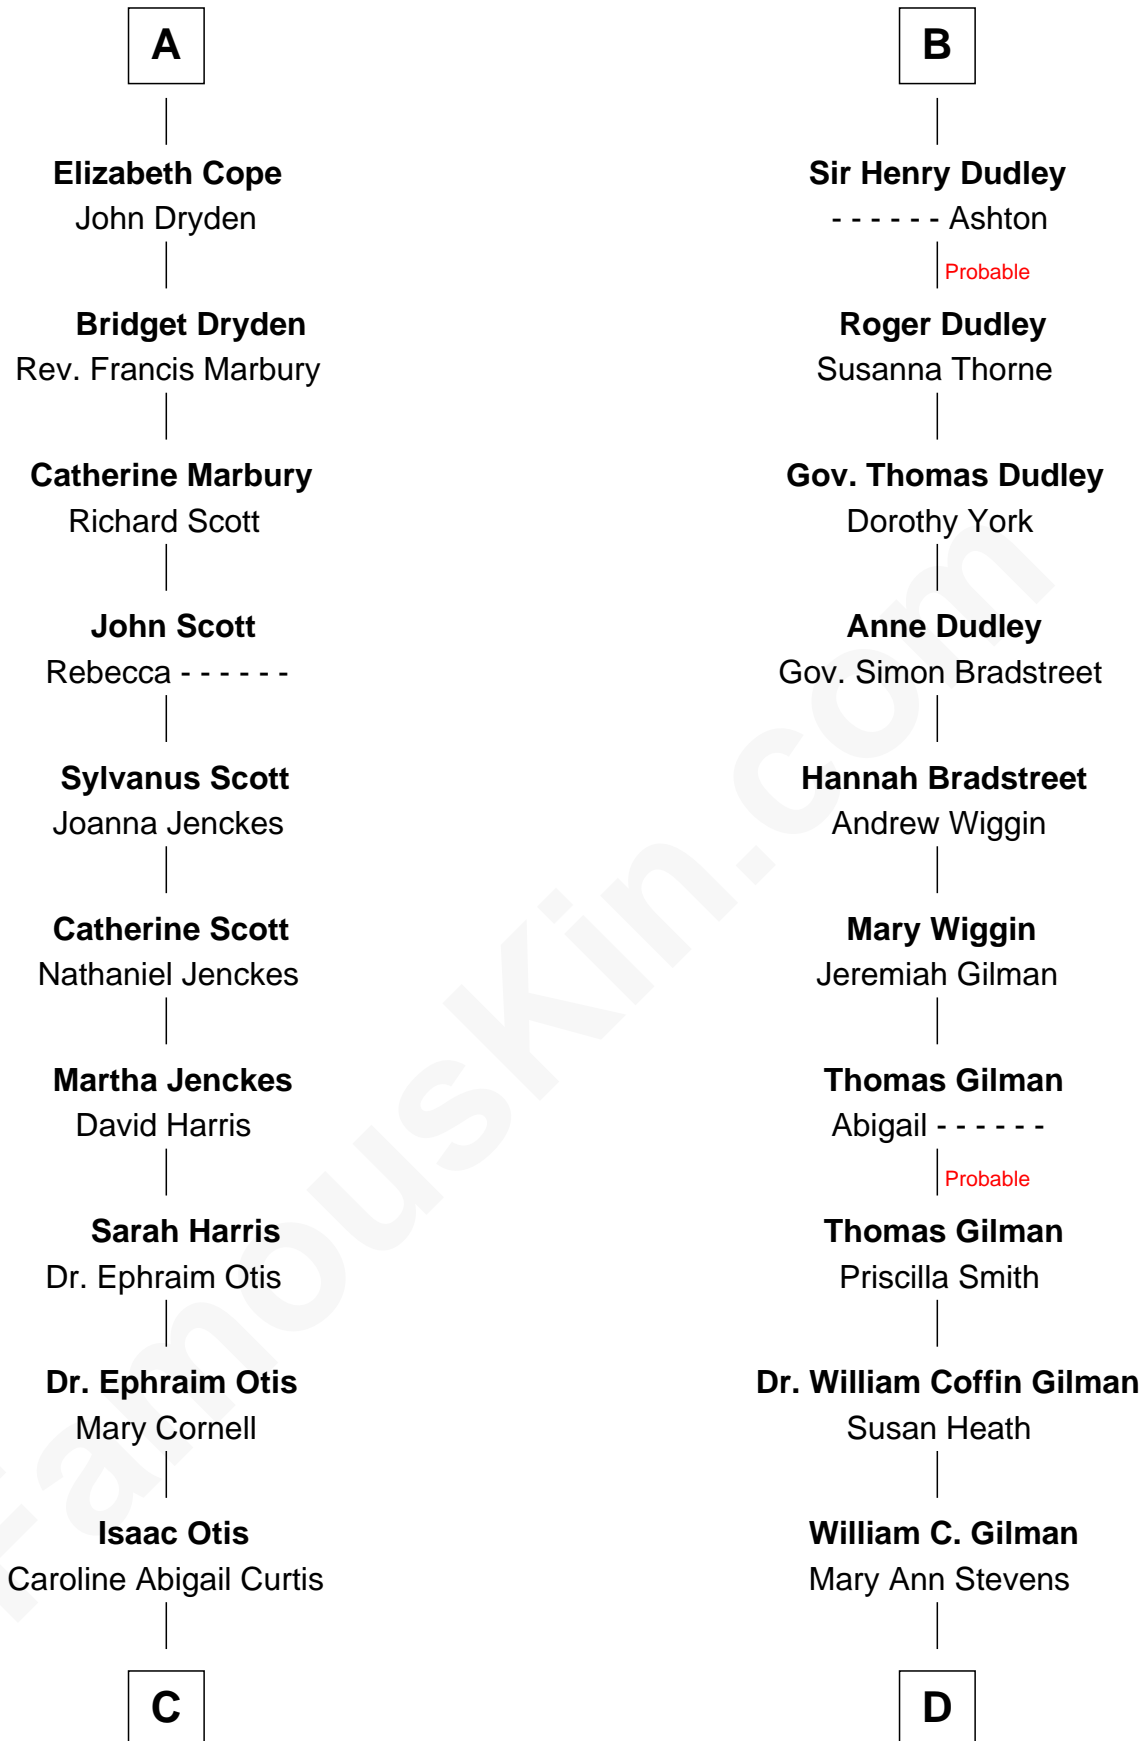 A
Elizabeth Cope
John Dryden
Bridget Dryden
Rev. Francis Marbury
Catherine Marbury
Richard Scott
John Scott
Rebecca - - - - - -
Sylvanus Scott
Joanna Jenckes
Catherine Scott
Nathaniel Jenckes
Martha Jenckes
David Harris
Sarah Harris
Dr. Ephraim Otis
Dr. Ephraim Otis
Mary Cornell
Isaac Otis
Caroline Abigail Curtis
C
B
Sir Henry Dudley
- - - - - - Ashton
Probable
Roger Dudley
Susanna Thorne
Gov. Thomas Dudley
Dorothy York
Anne Dudley
Gov. Simon Bradstreet
Hannah Bradstreet
Andrew Wiggin
Mary Wiggin
Jeremiah Gilman
Thomas Gilman
Abigail - - - - - -
Probable
Thomas Gilman
Priscilla Smith
Dr. William Coffin Gilman
Susan Heath
William C. Gilman
Mary Ann Stevens
D
FamousKin.com